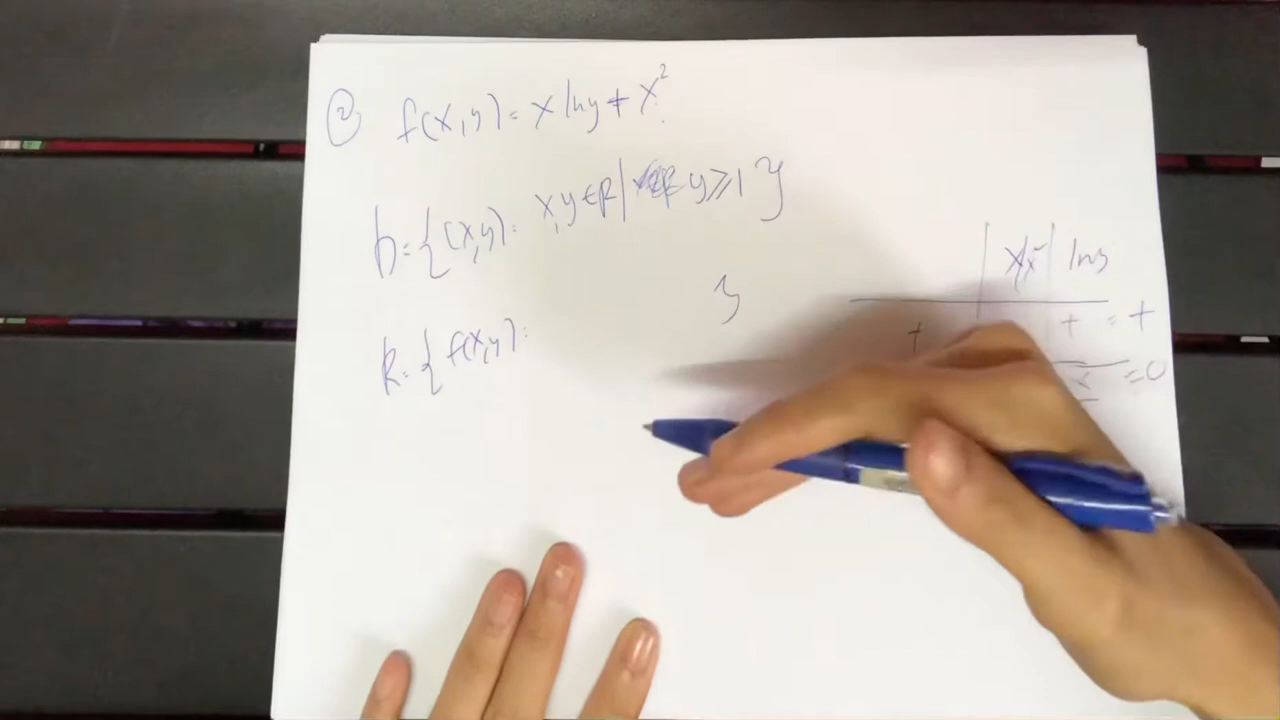 ② f(x,y) = x lny + x²
D = { (x,y) : x,y ∈ R | y ⩾ 1 }
R = { f(x,y) : }
lny
+ + = +
= 0